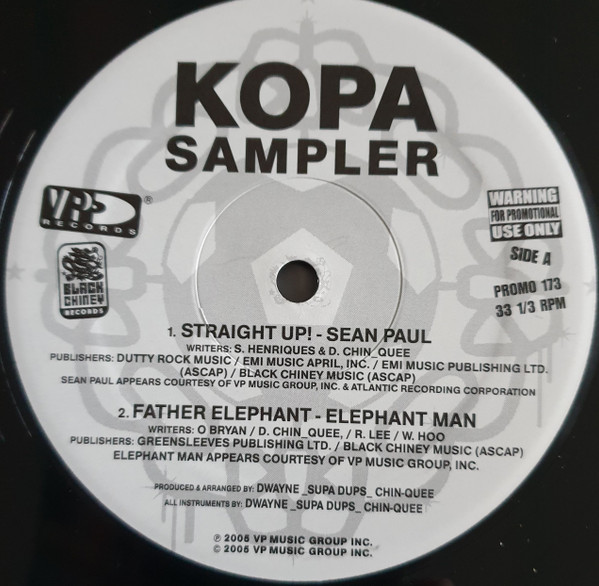 KOPA
SAMPLER
VP
RECORDS ®
BLACK
CHINEY
RECORDS
WARNING
FOR PROMOTIONAL
USE ONLY
SIDE A
PROMO 173
33 1/3 RPM
1. STRAIGHT UP! - SEAN PAUL
WRITERS: S. HENRIQUES & D. CHIN_QUEE
PUBLISHERS: DUTTY ROCK MUSIC / EMI MUSIC APRIL, INC. / EMI MUSIC PUBLISHING LTD.
(ASCAP) / BLACK CHINEY MUSIC (ASCAP)
SEAN PAUL APPEARS COURTESY OF VP MUSIC GROUP, INC. & ATLANTIC RECORDING CORPORATION
2. FATHER ELEPHANT - ELEPHANT MAN
WRITERS: O BRYAN / D. CHIN_QUEE, / R. LEE / W. HOO
PUBLISHERS: GREENSLEEVES PUBLISHING LTD. / BLACK CHINEY MUSIC (ASCAP)
ELEPHANT MAN APPEARS COURTESY OF VP MUSIC GROUP, INC.
PRODUCED & ARRANGED BY: DWAYNE _SUPA DUPS_ CHIN-QUEE
ALL INSTRUMENTS BY: DWAYNE _SUPA DUPS_ CHIN-QUEE
℗ 2005 VP MUSIC GROUP INC.
© 2005 VP MUSIC GROUP INC.